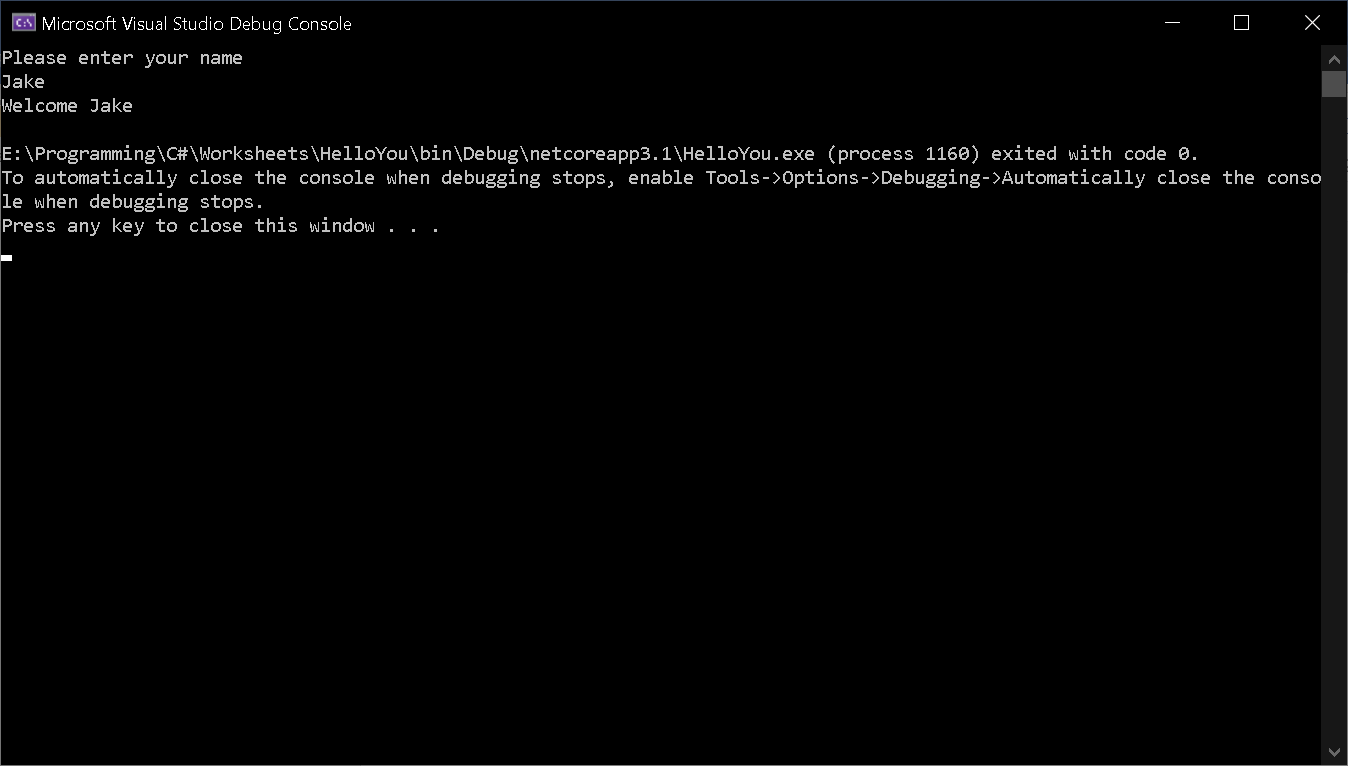 Microsoft Visual Studio Debug Console
Please enter your name
Jake
Welcome Jake
E:\Programming\C#\Worksheets\HelloYou\bin\Debug\netcoreapp3.1\HelloYou.exe (process 1160) exited with code 0.
To automatically close the console when debugging stops, enable Tools->Options->Debugging->Automatically close the conso
le when debugging stops.
Press any key to close this window . . .